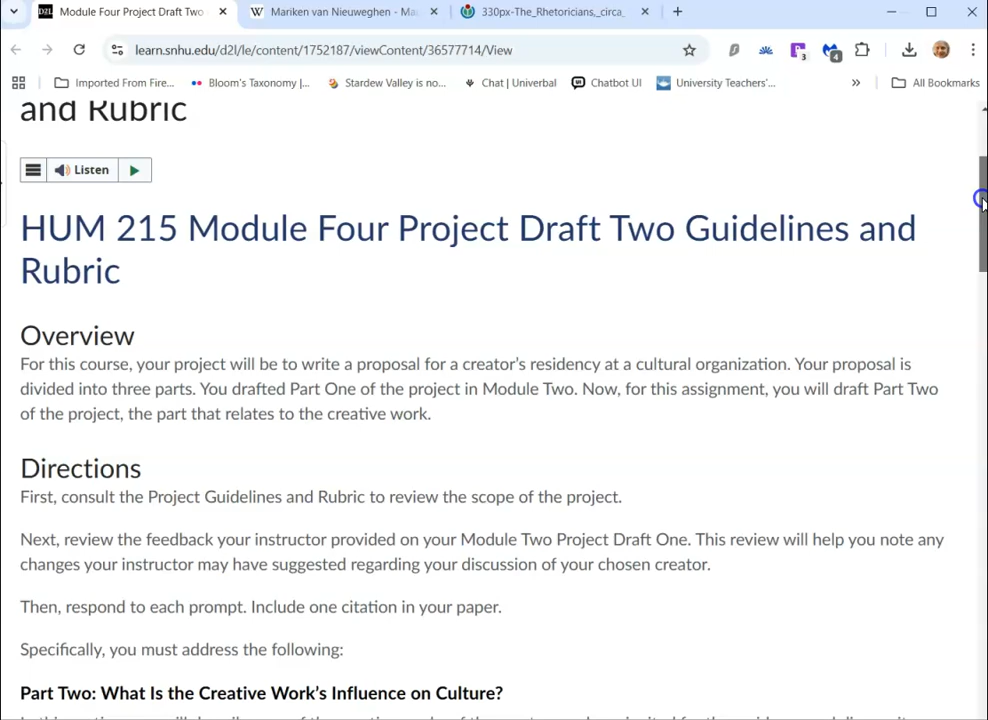 Module Four Project Draft Two
Mariken van Nieuweghen - Ma
330px-The_Rhetoricians,_circa_
learn.snhu.edu/d2l/le/content/1752187/viewContent/36577714/View
Imported From Fire...
Bloom's Taxonomy |...
Stardew Valley is no...
Chat | Univerbal
Chatbot UI
University Teachers'...
»
All Bookmarks
and Rubric
Listen
HUM 215 Module Four Project Draft Two Guidelines and
Rubric
Overview
For this course, your project will be to write a proposal for a creator's residency at a cultural organization. Your proposal is
divided into three parts. You drafted Part One of the project in Module Two. Now, for this assignment, you will draft Part Two
of the project, the part that relates to the creative work.
Directions
First, consult the Project Guidelines and Rubric to review the scope of the project.
Next, review the feedback your instructor provided on your Module Two Project Draft One. This review will help you note any
changes your instructor may have suggested regarding your discussion of your chosen creator.
Then, respond to each prompt. Include one citation in your paper.
Specifically, you must address the following:
Part Two: What Is the Creative Work's Influence on Culture?